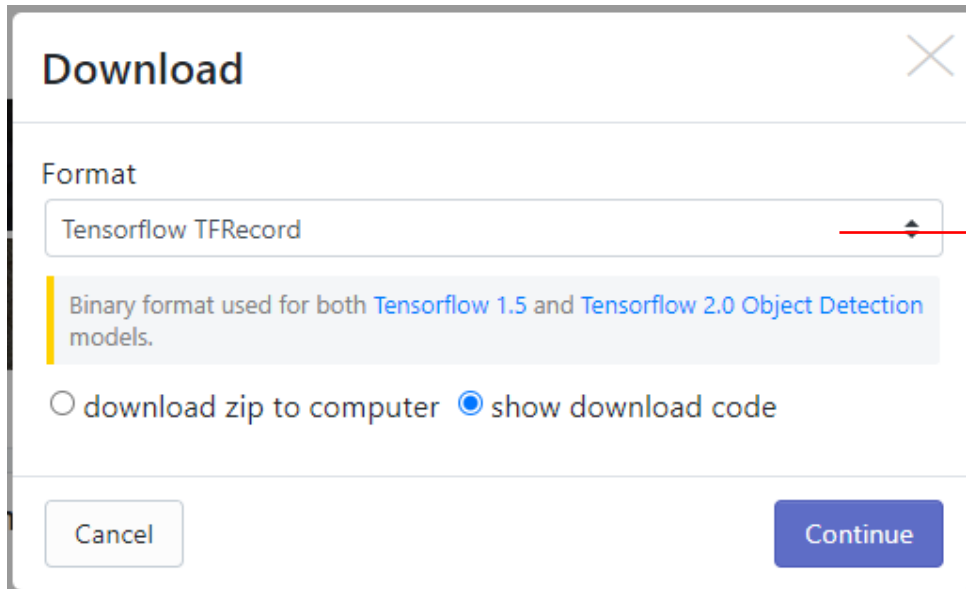 Download
Format
Tensorflow TFRecord
Binary format used for both Tensorflow 1.5 and Tensorflow 2.0 Object Detection
models.
download zip to computer show download code
Cancel Continue